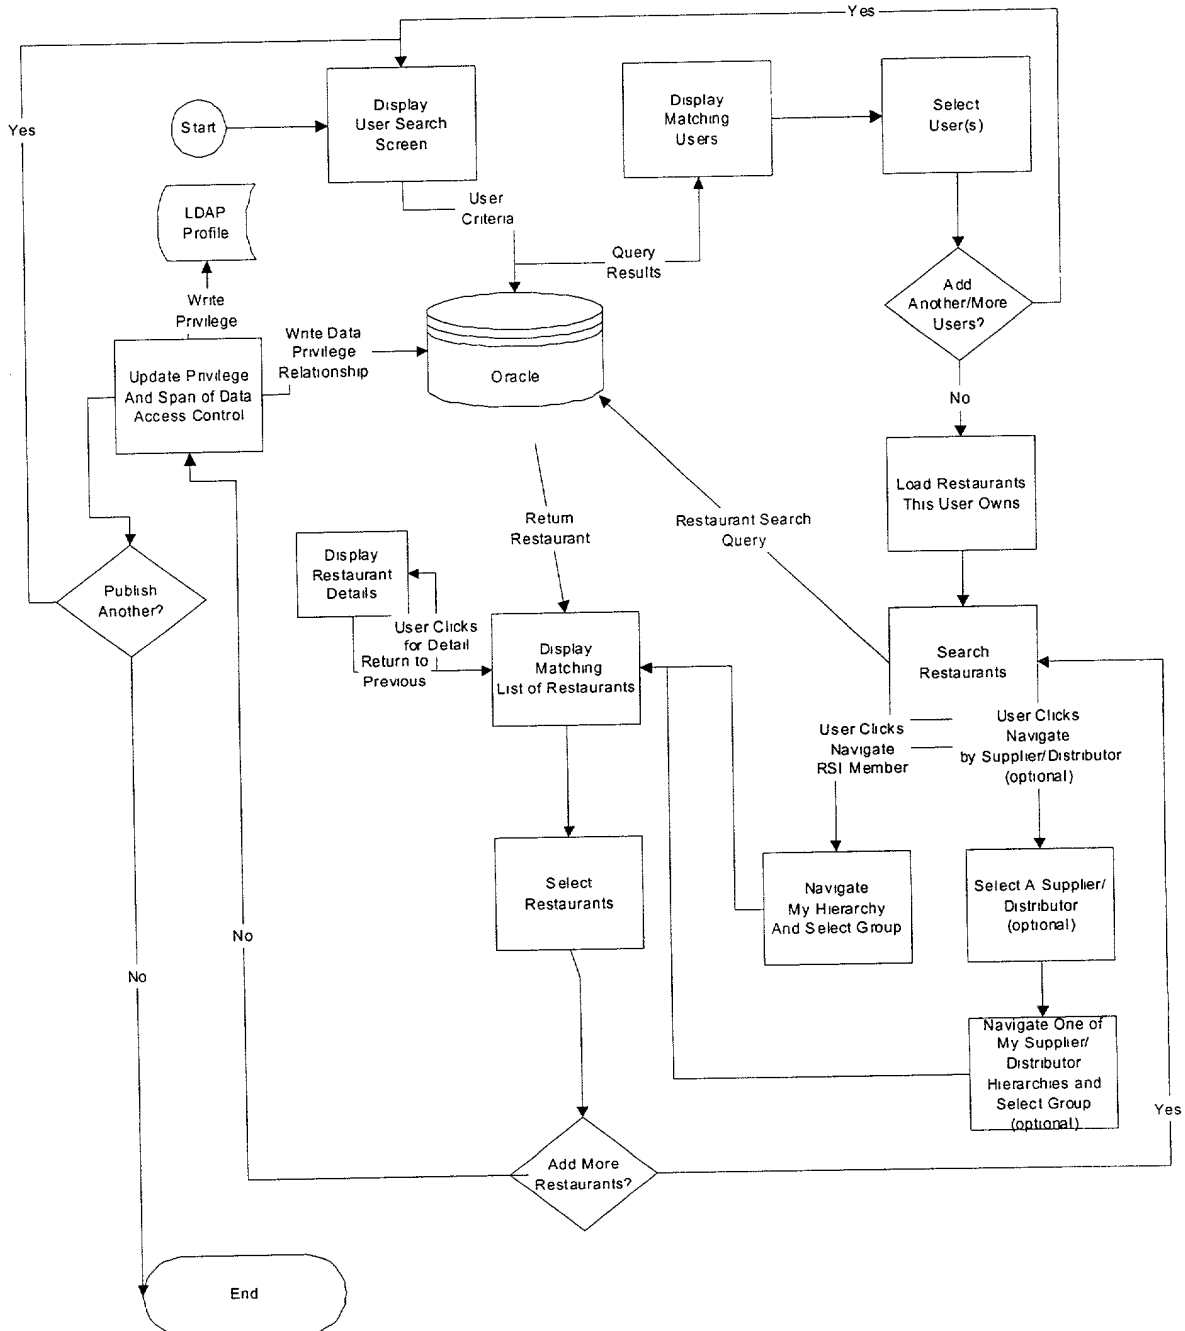 Yes
Yes
Start
Display
User Search
Screen
Display
Matching
Users
Select
User(s)
LDAP
Profile
User
Criteria
Query
Results
Write
Privilege
Write Data
Privilege
Relationship
Add
Another/More
Users?
Update Privilege
And Span of Data
Access Control
Oracle
No
Load Restaurants
This User Owns
Return
Restaurant
Restaurant Search
Query
Display
Restaurant
Details
Publish
Another?
User Clicks
for Detail
Return to
Previous
Display
Matching
List of Restaurants
Search
Restaurants
User Clicks
Navigate
RSI Member
User Clicks
Navigate
by Supplier/Distributor
(optional)
Select
Restaurants
Navigate
My Hierarchy
And Select Group
Select A Supplier/
Distributor
(optional)
No
No
Navigate One of
My Supplier/
Distributor
Hierarchies and
Select Group
(optional)
Yes
Add More
Restaurants?
End